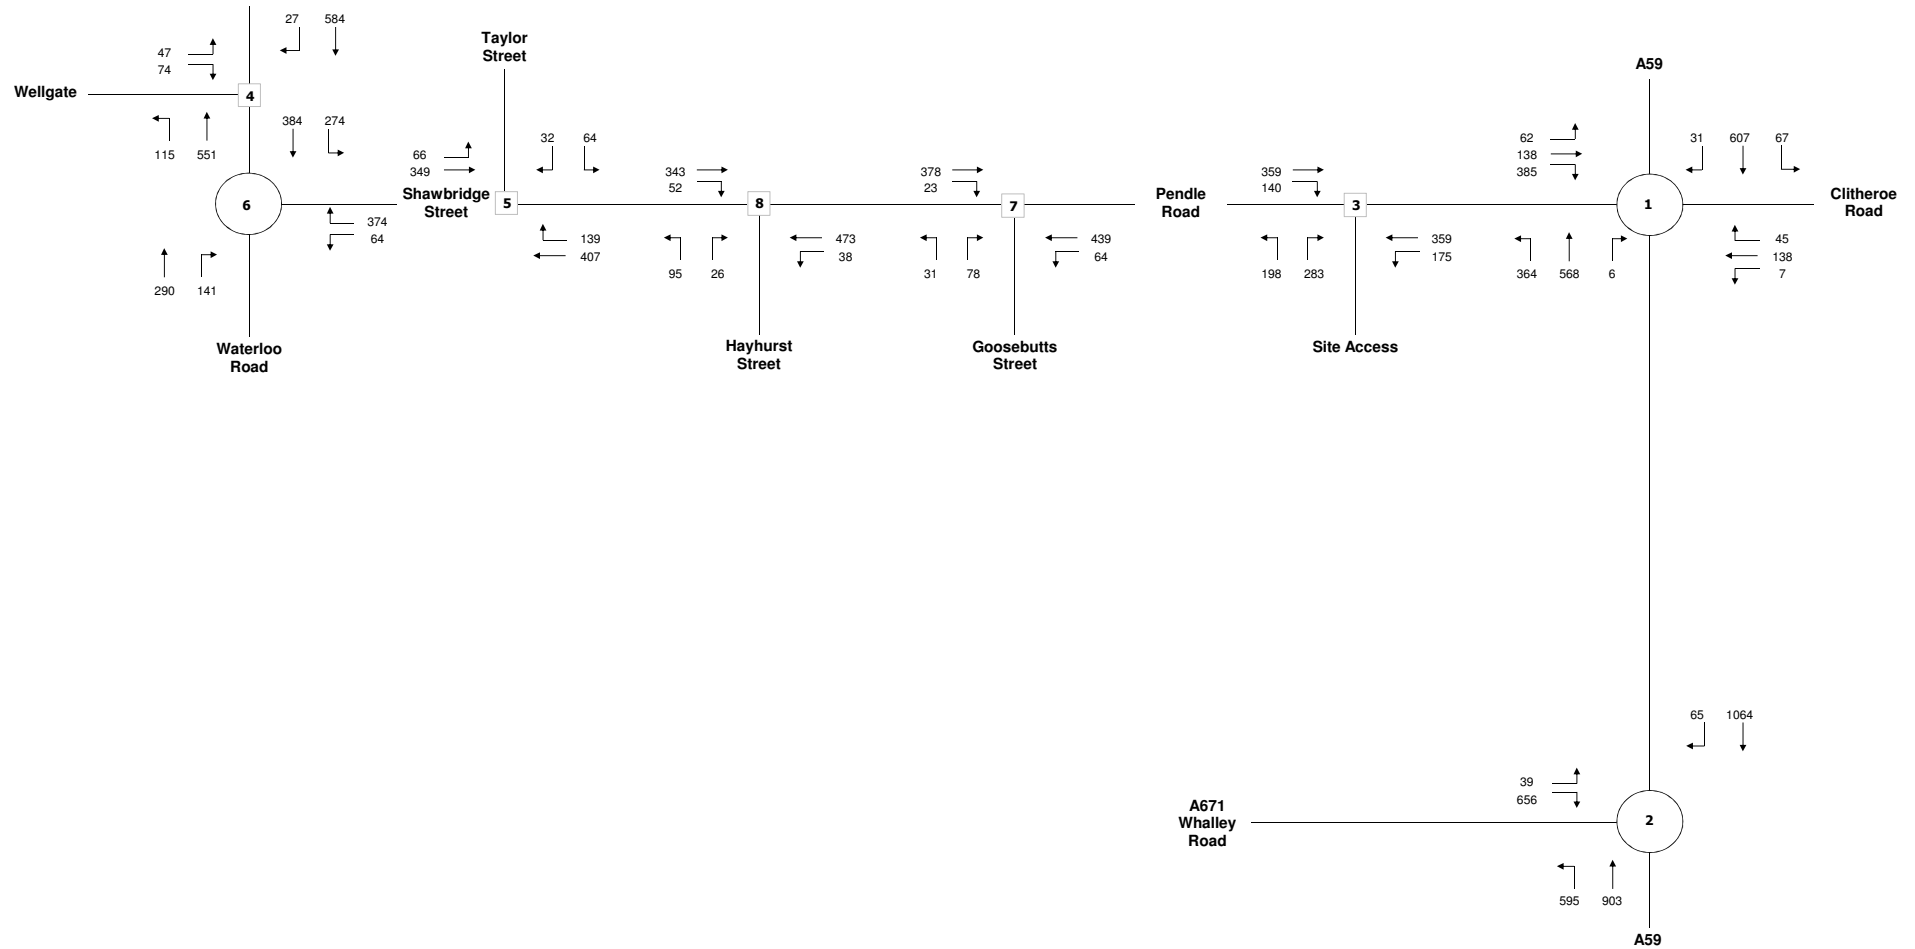 27 584
47
74
Wellgate
4
115 551
384 274
6
374
64
290 141
Waterloo
Road
Taylor
Street
66
349
Shawbridge
Street
5
32 64
139
407
343
52
8
95 26
473
38
Hayhurst
Street
378
23
7
31 78
439
64
Goosebutts
Street
Pendle
Road
359
140
3
198 283
359
175
Site Access
A59
62
138
385
31 607 67
1
Clitheroe
Road
364 568 6
45
138
7
65 1064
39
656
A671
Whalley
Road
2
595 903
A59